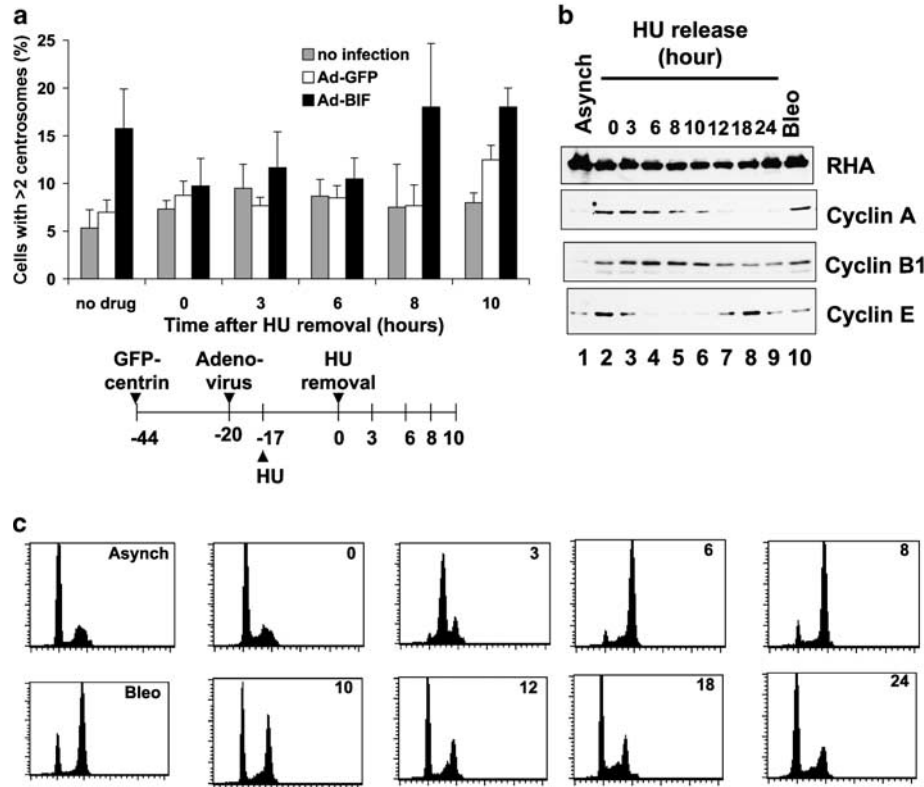 a
25
20
15
10
5
0
Cells with >2 centrosomes (%)
no infection
Ad-GFP
Ad-BIF
no drug 0 3 6 8 10
Time after HU removal (hours)
GFP-
centrin
Adeno-
virus
HU
removal
-44 -20 -17 0 3 6 8 10
HU
b
HU release
(hour)
Asynch 0 3 6 8 10 12 18 24 Bleo
RHA
Cyclin A
Cyclin B1
Cyclin E
1 2 3 4 5 6 7 8 9 10
c
Asynch 0 3 6 8
Bleo 10 12 18 24